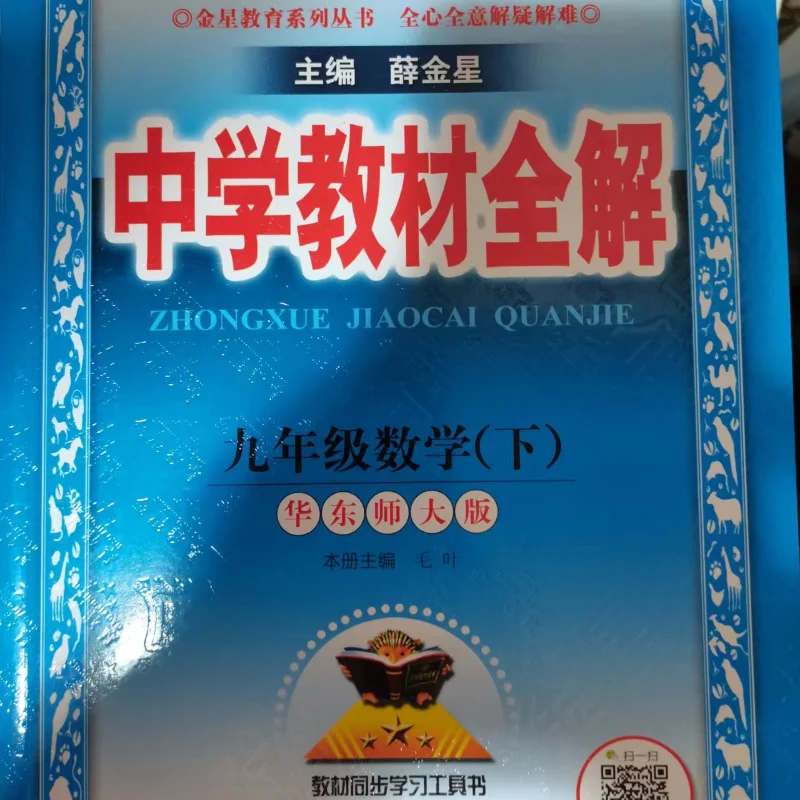 ◎金星教育系列丛书 全心全意解疑解难◎
主编 薛金星
中学教材全解
ZHONGXUE JIAOCAI QUANJIE
九年级数学(下)
华东师大版
本册主编 毛 叶
教材同步学习工具书
扫一扫